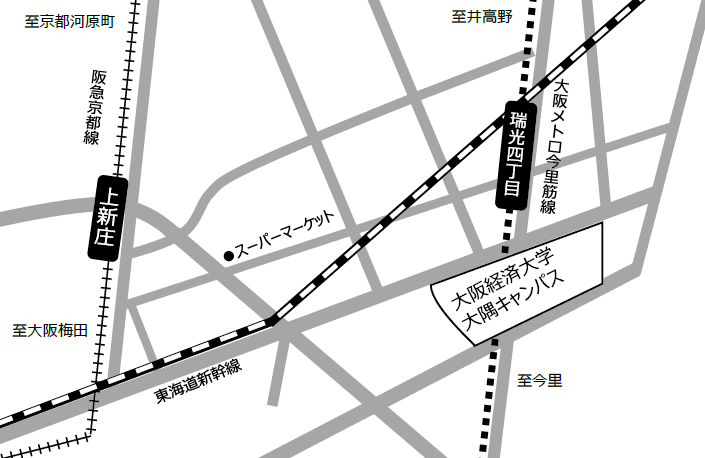 至京都河原町
至井高野
阪急京都線
大阪メトロ今里筋線
瑞光四丁目
上新庄
スーパーマーケット
大阪経済大学
大隅キャンパス
至大阪梅田
東海道新幹線
至今里